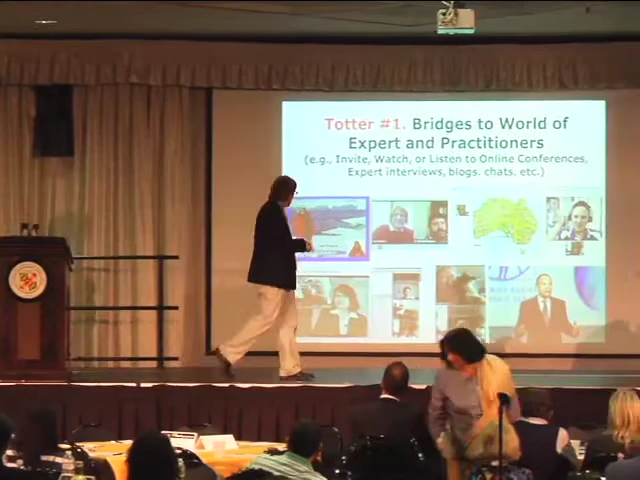 Totter #1. Bridges to World of
Expert and Practitioners
(e.g., Invite, Watch, or Listen to Online Conferences,
Expert interviews, blogs. chats. etc.)